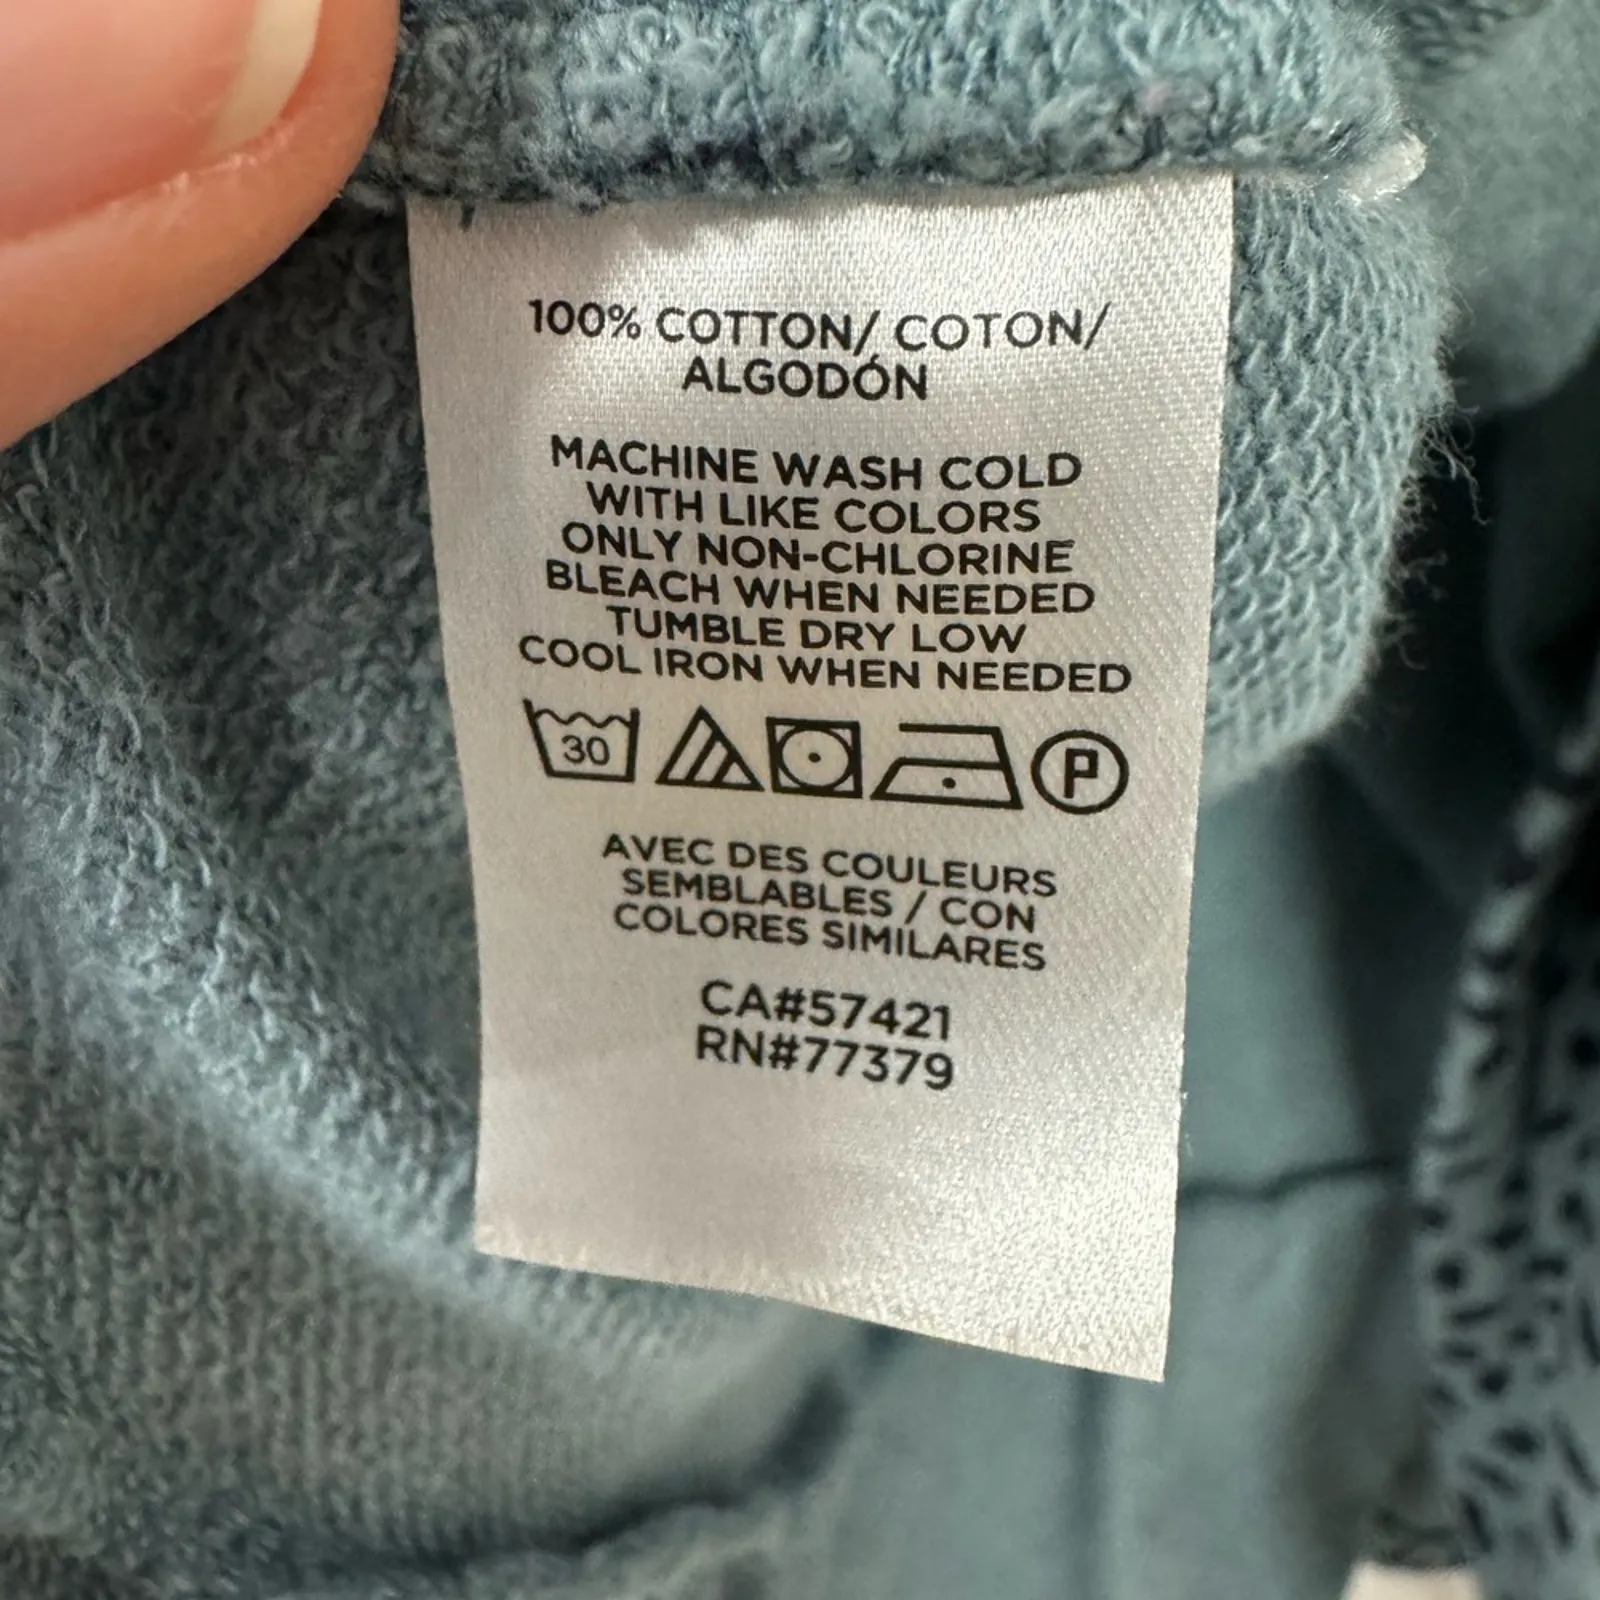 100% COTTON/ COTON/
ALGODÓN
MACHINE WASH COLD
WITH LIKE COLORS
ONLY NON-CHLORINE
BLEACH WHEN NEEDED
TUMBLE DRY LOW
COOL IRON WHEN NEEDED
30 P
AVEC DES COULEURS
SEMBLABLES / CON
COLORES SIMILARES
CA#57421
RN#77379